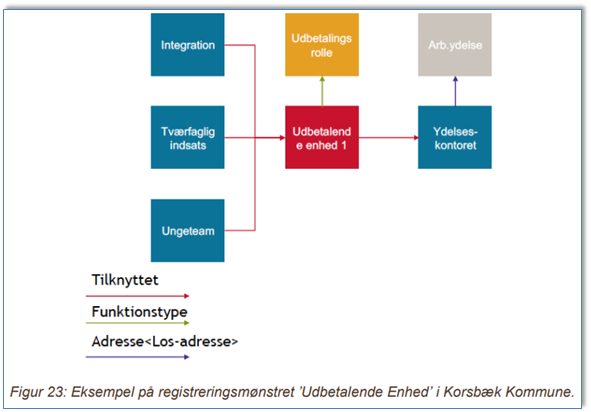 Integration
Udbetalings
rolle
Arb.ydelse
Tværfaglig
indsats
Udbetalend
e enhed 1
Ydelses-
kontoret
Ungeteam
Tilknyttet
Funktionstype
Adresse<Los-adresse>
Figur 23: Eksempel på registreringsmønstret ’Udbetalende Enhed’ i Korsbæk Kommune.